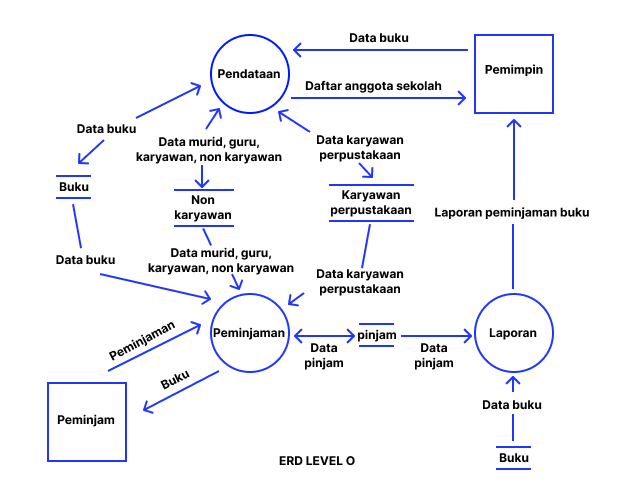 Data buku
Pendataan
Pemimpin
Daftar anggota sekolah
Data buku
Data murid, guru,
karyawan, non karyawan
Data karyawan
perpustakaan
Buku
Non
karyawan
Karyawan
perpustakaan
Laporan peminjaman buku
Data buku
Data murid, guru,
karyawan, non karyawan
Data karyawan
perpustakaan
Peminjaman
Peminjaman
pinjam
Laporan
Data
pinjam
Data
pinjam
Buku
Peminjam
Data buku
Buku
ERD LEVEL O